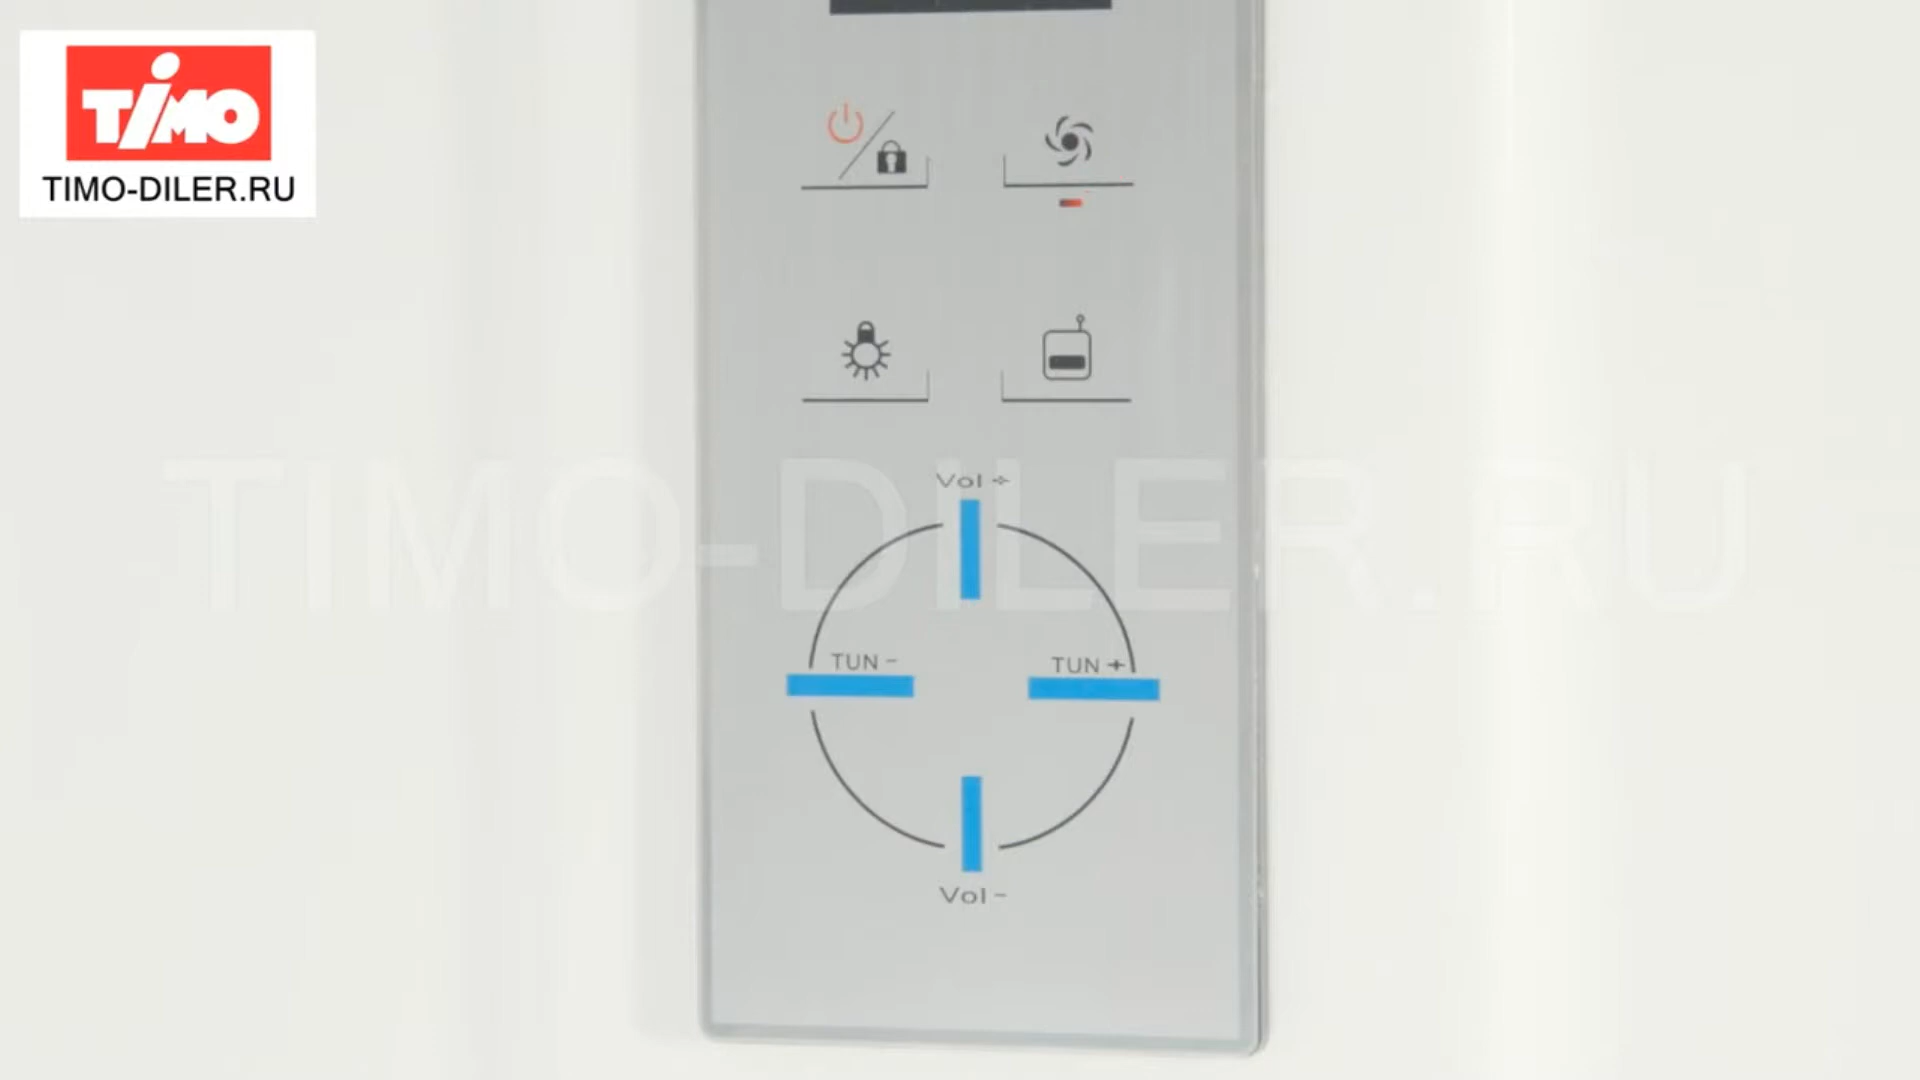 TiMO
TIMO-DILER.RU
TIMO-DILER.RU
Vol +
TUN - TUN +
Vol -